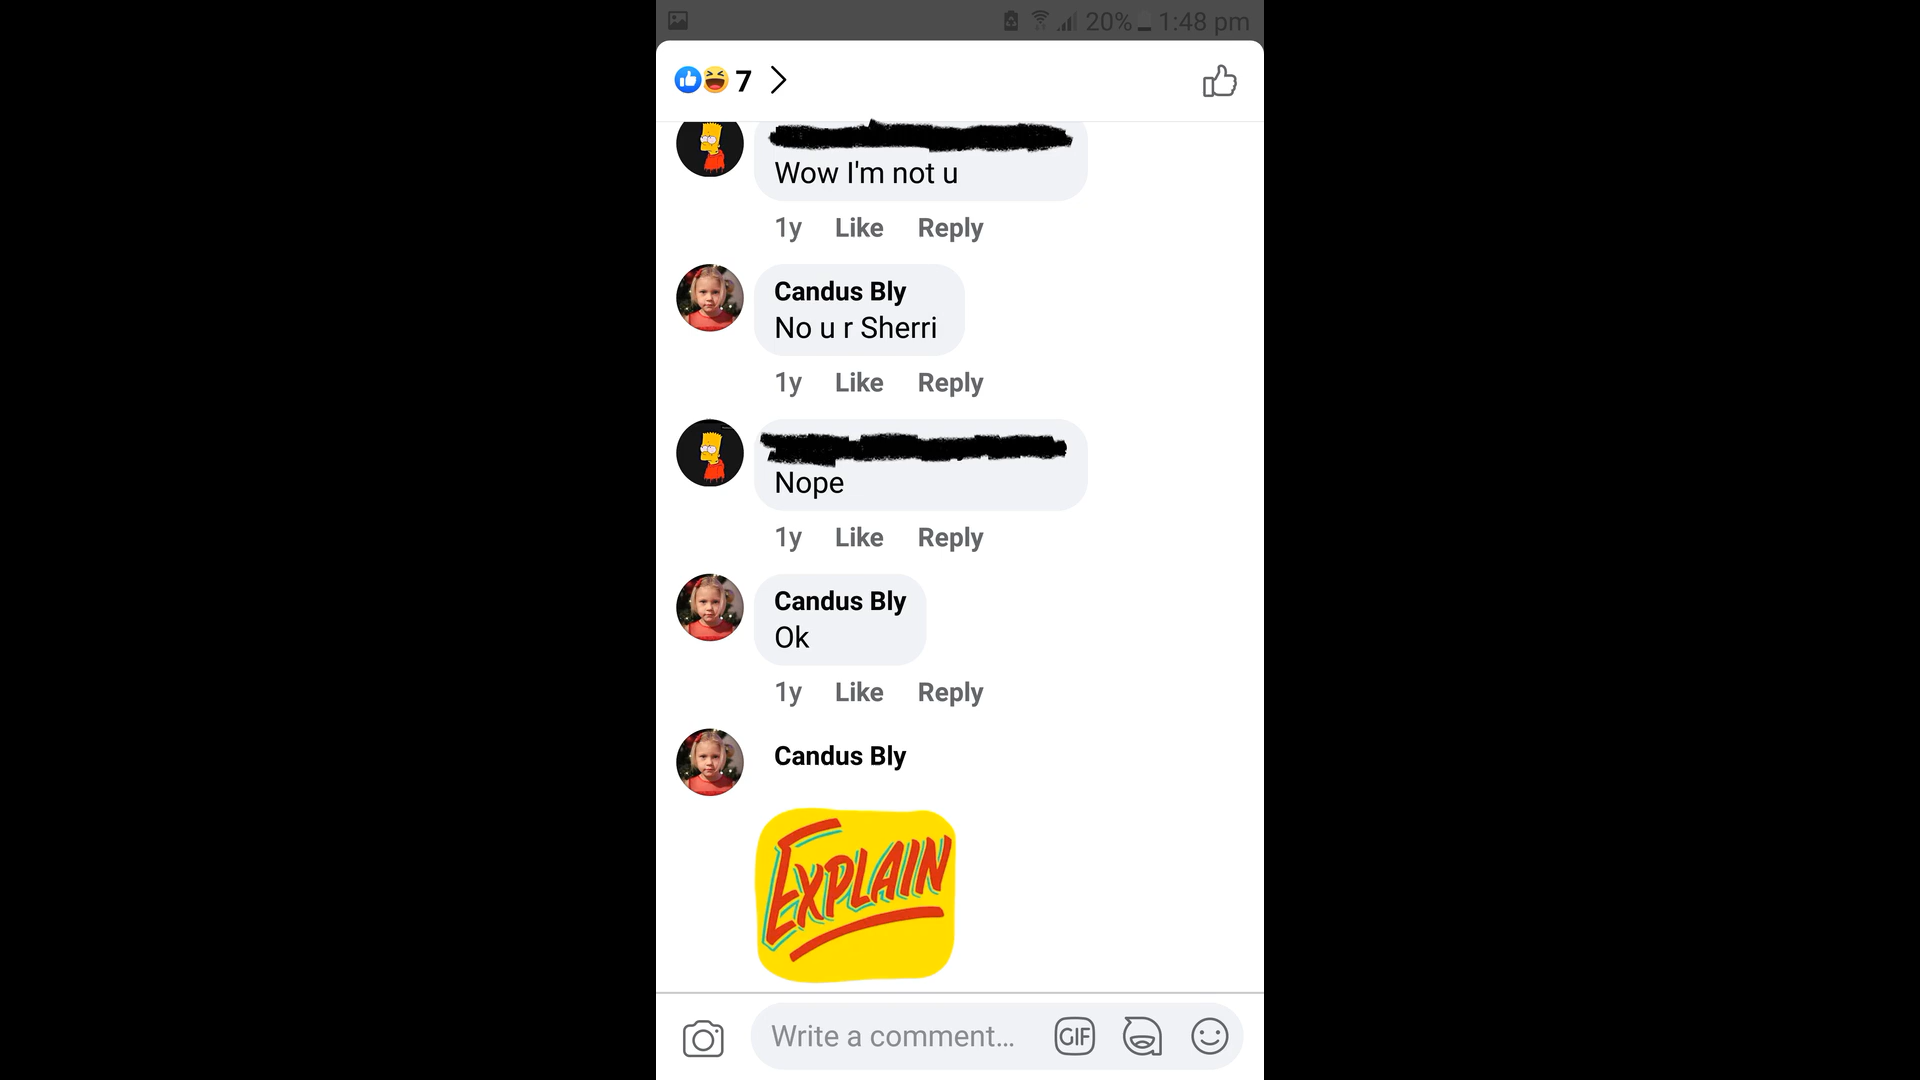 20% 1:48 pm
7
Wow I'm not u
1y Like Reply
Candus Bly
No u r Sherri
1y Like Reply
Nope
1y Like Reply
Candus Bly
Ok
1y Like Reply
Candus Bly
EXPLAIN
Write a comment...
GIF